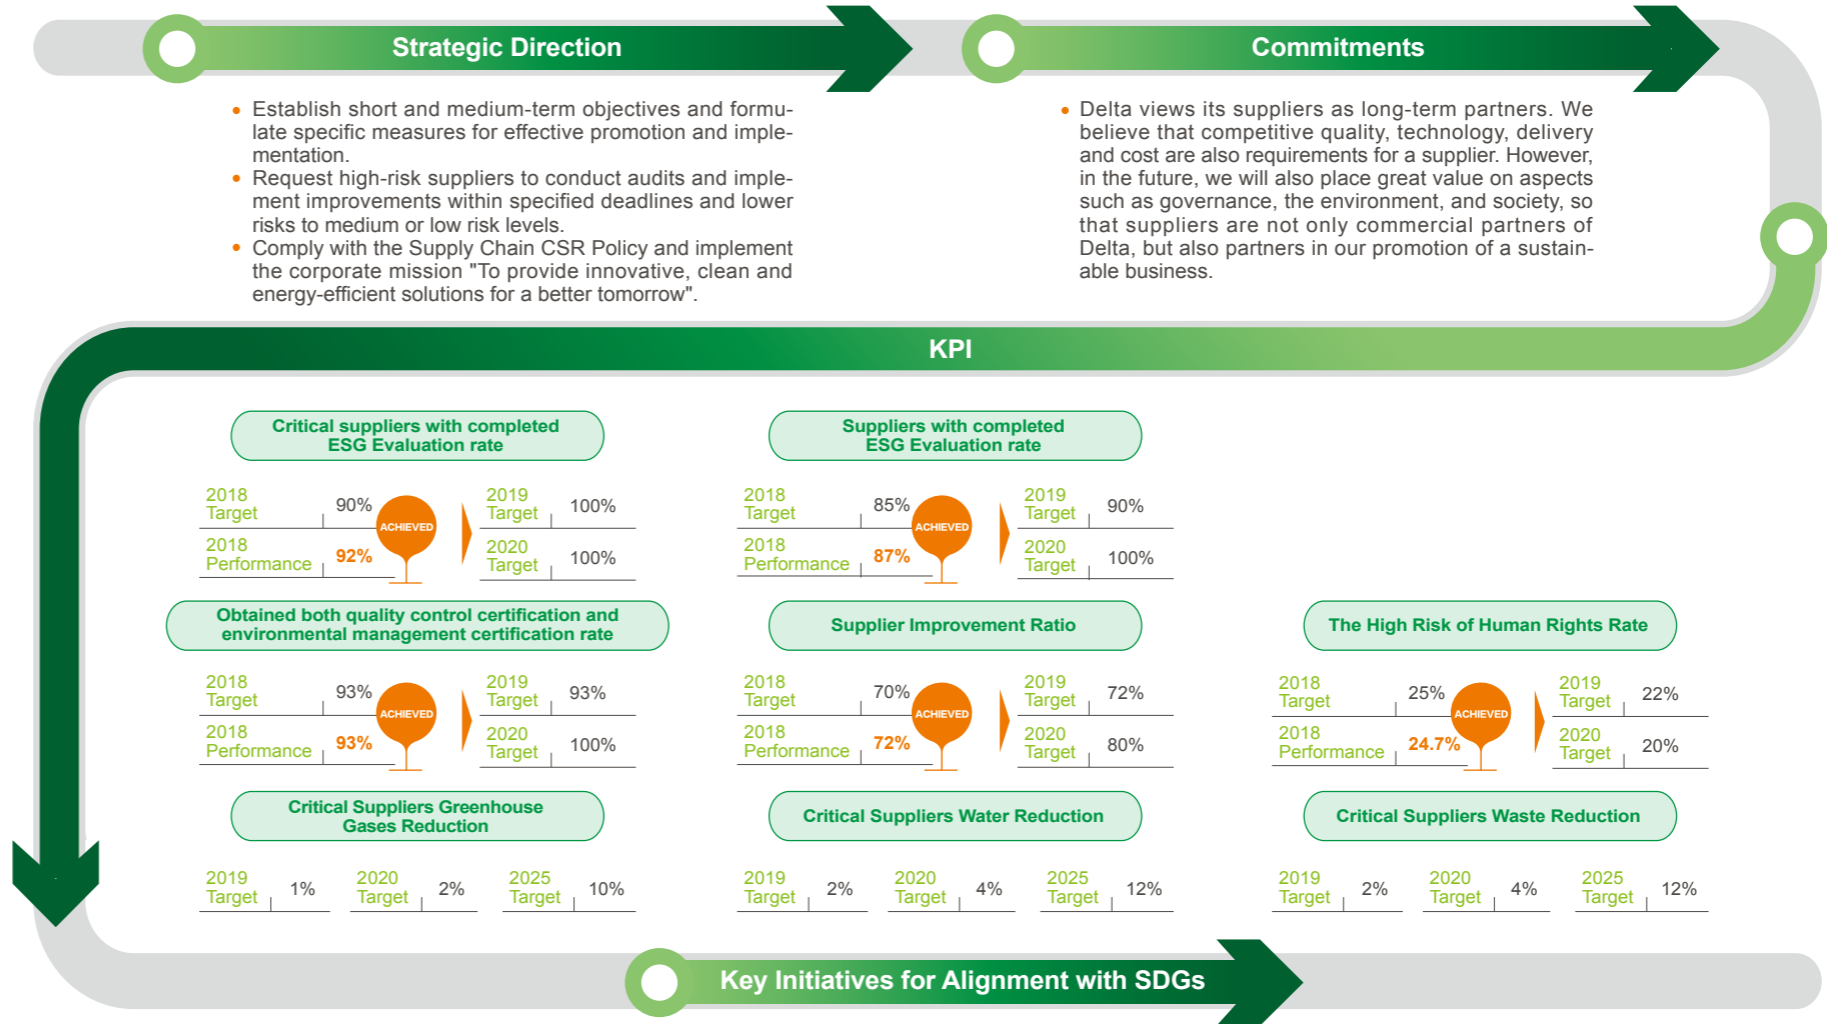 Strategic Direction
Commitments
Establish short and medium-term objectives and formu-
late specific measures for effective promotion and imple-
mentation.
Request high-risk suppliers to conduct audits and imple-
ment improvements within specified deadlines and lower
risks to medium or low risk levels.
Comply with the Supply Chain CSR Policy and implement
the corporate mission "To provide innovative, clean and
energy-efficient solutions for a better tomorrow".
Delta views its suppliers as long-term partners. We
believe that competitive quality, technology, delivery
and cost are also requirements for a supplier. However,
in the future, we will also place great value on aspects
such as governance, the environment, and society, so
that suppliers are not only commercial partners of
Delta, but also partners in our promotion of a sustain-
able business.
KPI
Critical suppliers with completed
ESG Evaluation rate
2018
Target
90%
2018
Performance
92%
ACHIEVED
2019
Target
100%
2020
Target
100%
Suppliers with completed
ESG Evaluation rate
2018
Target
85%
2018
Performance
87%
ACHIEVED
2019
Target
90%
2020
Target
100%
Obtained both quality control certification and
environmental management certification rate
2018
Target
93%
2018
Performance
93%
ACHIEVED
2019
Target
93%
2020
Target
100%
Supplier Improvement Ratio
2018
Target
70%
2018
Performance
72%
ACHIEVED
2019
Target
72%
2020
Target
80%
The High Risk of Human Rights Rate
2018
Target
25%
2018
Performance
24.7%
ACHIEVED
2019
Target
22%
2020
Target
20%
Critical Suppliers Greenhouse
Gases Reduction
2019
Target
1%
2020
Target
2%
2025
Target
10%
Critical Suppliers Water Reduction
2019
Target
2%
2020
Target
4%
2025
Target
12%
Critical Suppliers Waste Reduction
2019
Target
2%
2020
Target
4%
2025
Target
12%
Key Initiatives for Alignment with SDGs